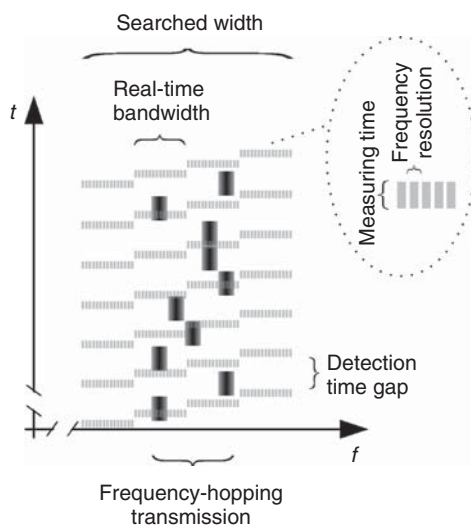 Searched width
t
Real-time
bandwidth
Measuring time
Frequency
resolution
Detection
time gap
f
Frequency-hopping
transmission